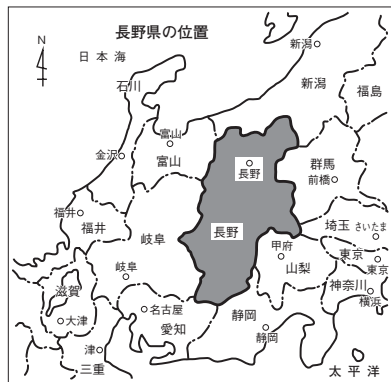 長野県の位置
N
日本海
新潟
石川
新潟
福島
富山
金沢
富山
長野
群馬
前橋
福井
福井
岐阜
長野
埼玉
さいたま
甲府
東京
東京
山梨
岐阜
滋賀
神奈川
横浜
名古屋
静岡
大津
愛知
静岡
津
三重
太平洋